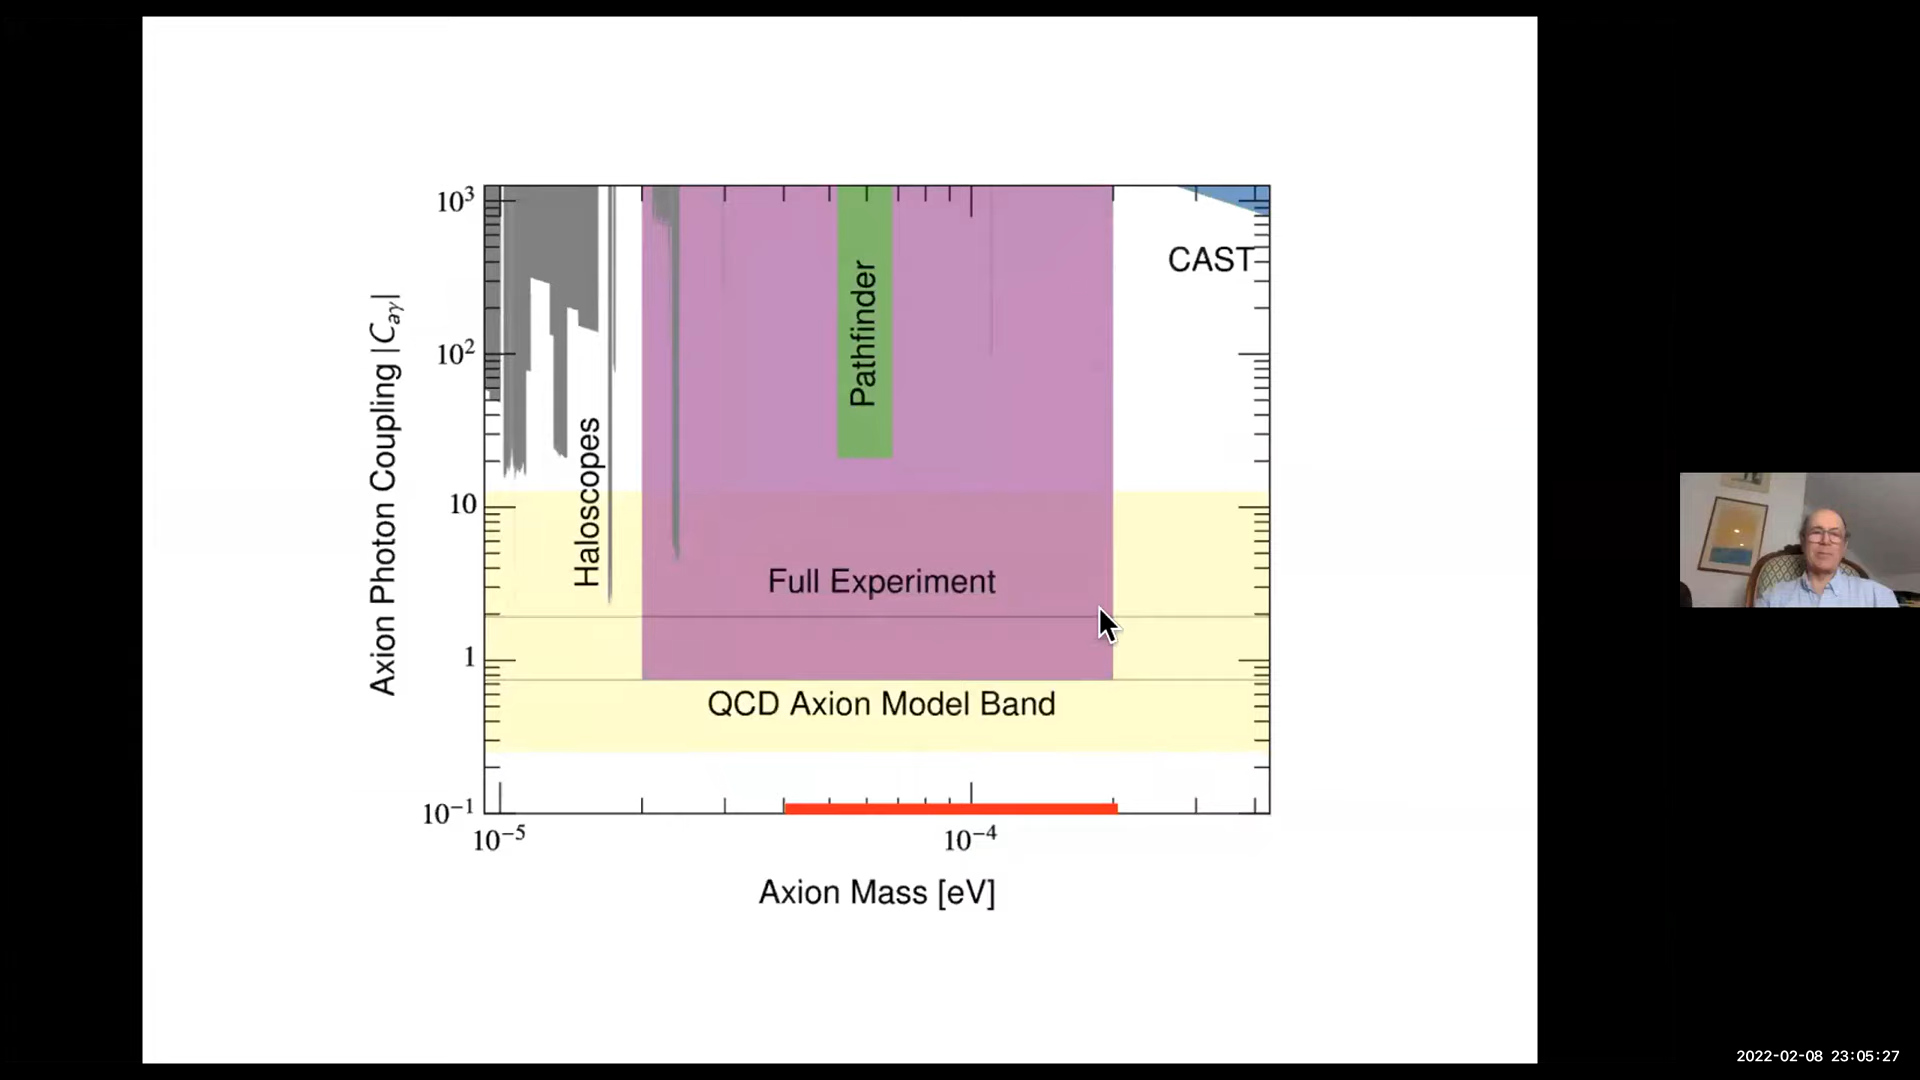 10³
10²
10
1
10⁻¹
Axion Photon Coupling |Cₐᵧ|
Haloscopes
Pathfinder
CAST
Full Experiment
QCD Axion Model Band
10⁻⁵
10⁻⁴
Axion Mass [eV]
2022-02-08 23:05:27